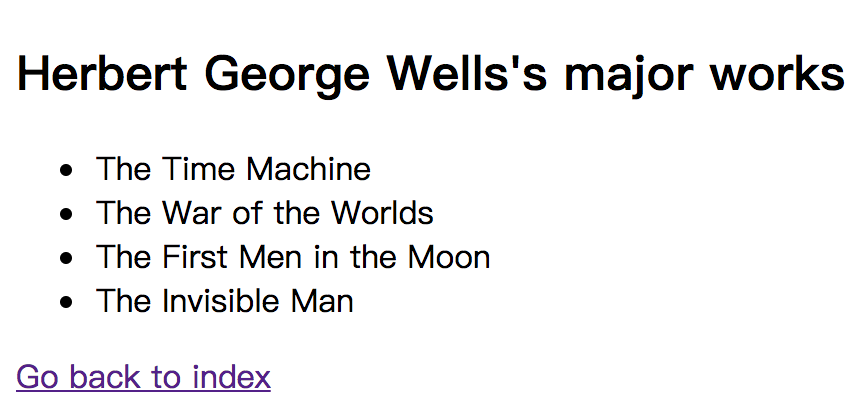 Herbert George Wells's major works
The Time Machine
The War of the Worlds
The First Men in the Moon
The Invisible Man
Go back to index